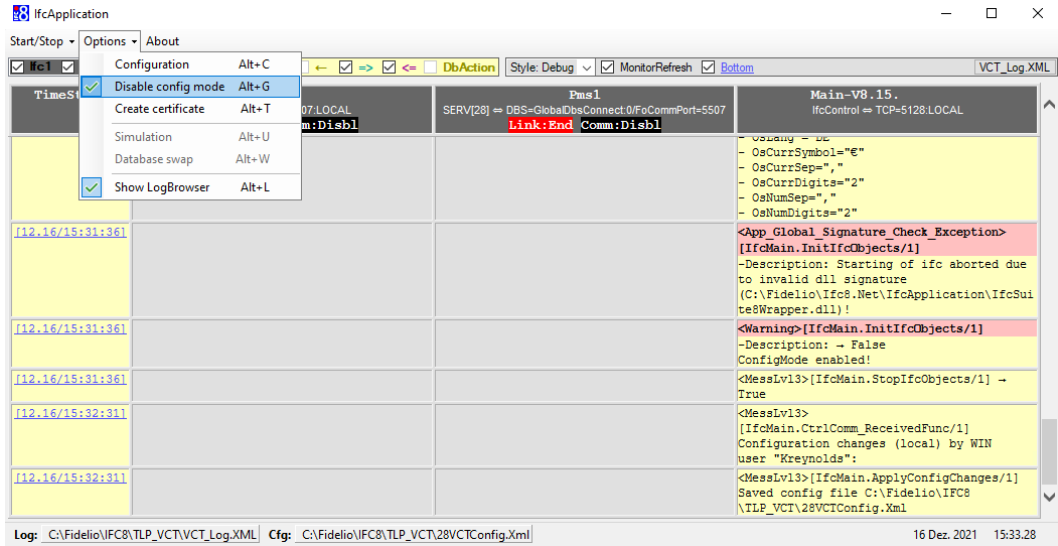 IfcApplication
Start/Stop Options About
Ifc1
← => <= DbAction Style: Debug MonitorRefresh Bottom VCT_Log.XML
Configuration Alt+C
Disable config mode Alt+G
Create certificate Alt+T
Simulation Alt+U
Database swap Alt+W
Show LogBrowser Alt+L
TimeSt
07:LOCAL
m:Disbl
Pms1
SERV[28] ⇔ DBS=GlobalDbsConnect:0/FoCommPort=5507
Link:End Comm:Disbl
Main-V8.15.
IfcControl ⇔ TCP=5128:LOCAL
- OsLang = DE
- OsCurrSymbol="€"
- OsCurrSep=","
- OsCurrDigits="2"
- OsNumSep=","
- OsNumDigits="2"
[12.16/15:31:36]
<App_Global_Signature_Check_Exception>
[IfcMain.InitIfcObjects/1]
-Description: Starting of ifc aborted due
to invalid dll signature
(C:\Fidelio\Ifc8.Net\IfcApplication\IfcSui
te8Wrapper.dll)!
[12.16/15:31:36]
<Warning>[IfcMain.InitIfcObjects/1]
-Description: → False
ConfigMode enabled!
[12.16/15:31:36]
<MessLvl3>[IfcMain.StopIfcObjects/1] →
True
[12.16/15:32:31]
<MessLvl3>
[IfcMain.CtrlComm_ReceivedFunc/1]
Configuration changes (local) by WIN
user "Kreynolds":
[12.16/15:32:31]
<MessLvl3>[IfcMain.ApplyConfigChanges/1]
Saved config file C:\Fidelio\IFC8
\TLP_VCT\28VCTConfig.Xml
Log: C:\Fidelio\IFC8\TLP_VCT\VCT_Log.XML Cfg: C:\Fidelio\IFC8\TLP_VCT\28VCTConfig.Xml 16 Dez. 2021 15:33.28